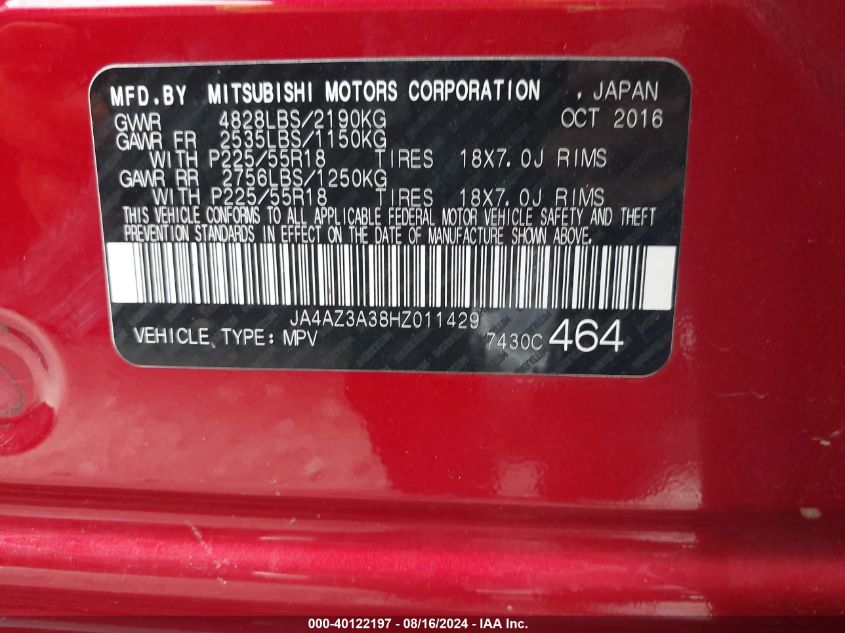 MFD.BY MITSUBISHI MOTORS CORPORATION , JAPAN
GVWR 4828LBS/2190KG OCT 2016
GAWR FR 2535LBS/1150KG
WITH P225/55R18 TIRES 18X7.0J RIMS
GAWR RR 2756LBS/1250KG
WITH P225/55R18 TIRES 18X7.0J RIMS
THIS VEHICLE CONFORMS TO ALL APPLICABLE FEDERAL MOTOR VEHICLE SAFETY AND THEFT
PREVENTION STANDARDS IN EFFECT ON THE DATE OF MANUFACTURE SHOWN ABOVE.
JA4AZ3A38HZ011429
VEHICLE TYPE: MPV 7430C 464
000-40122197 - 08/16/2024 - IAA Inc.